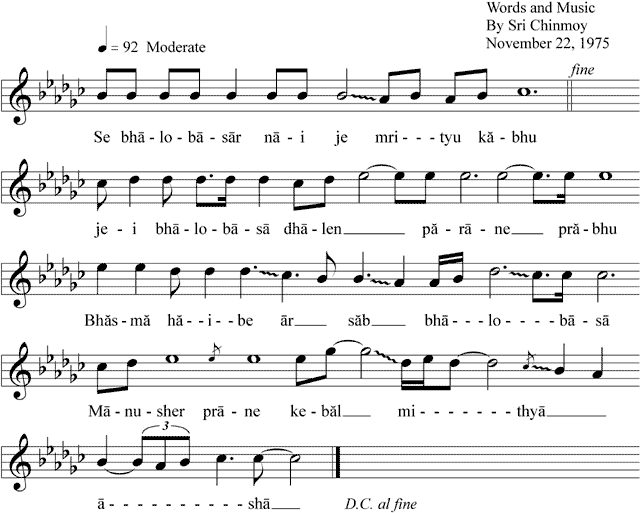 Words and Music
By Sri Chinmoy
November 22, 1975
= 92 Moderate
fine
Se bhā-lo-bā-sār nā-i je mri---tyu kă-bhu
je-i bhā-lo-bā-sā dhā-len pā-rā-ne prā-bhu
Bhăs-mă hă--i-be ār săb bhā---lo---bā-sā
Mā-nu-sher prā-ne ke-băl mi-------thyā
3
ā---------shā D.C. al fine